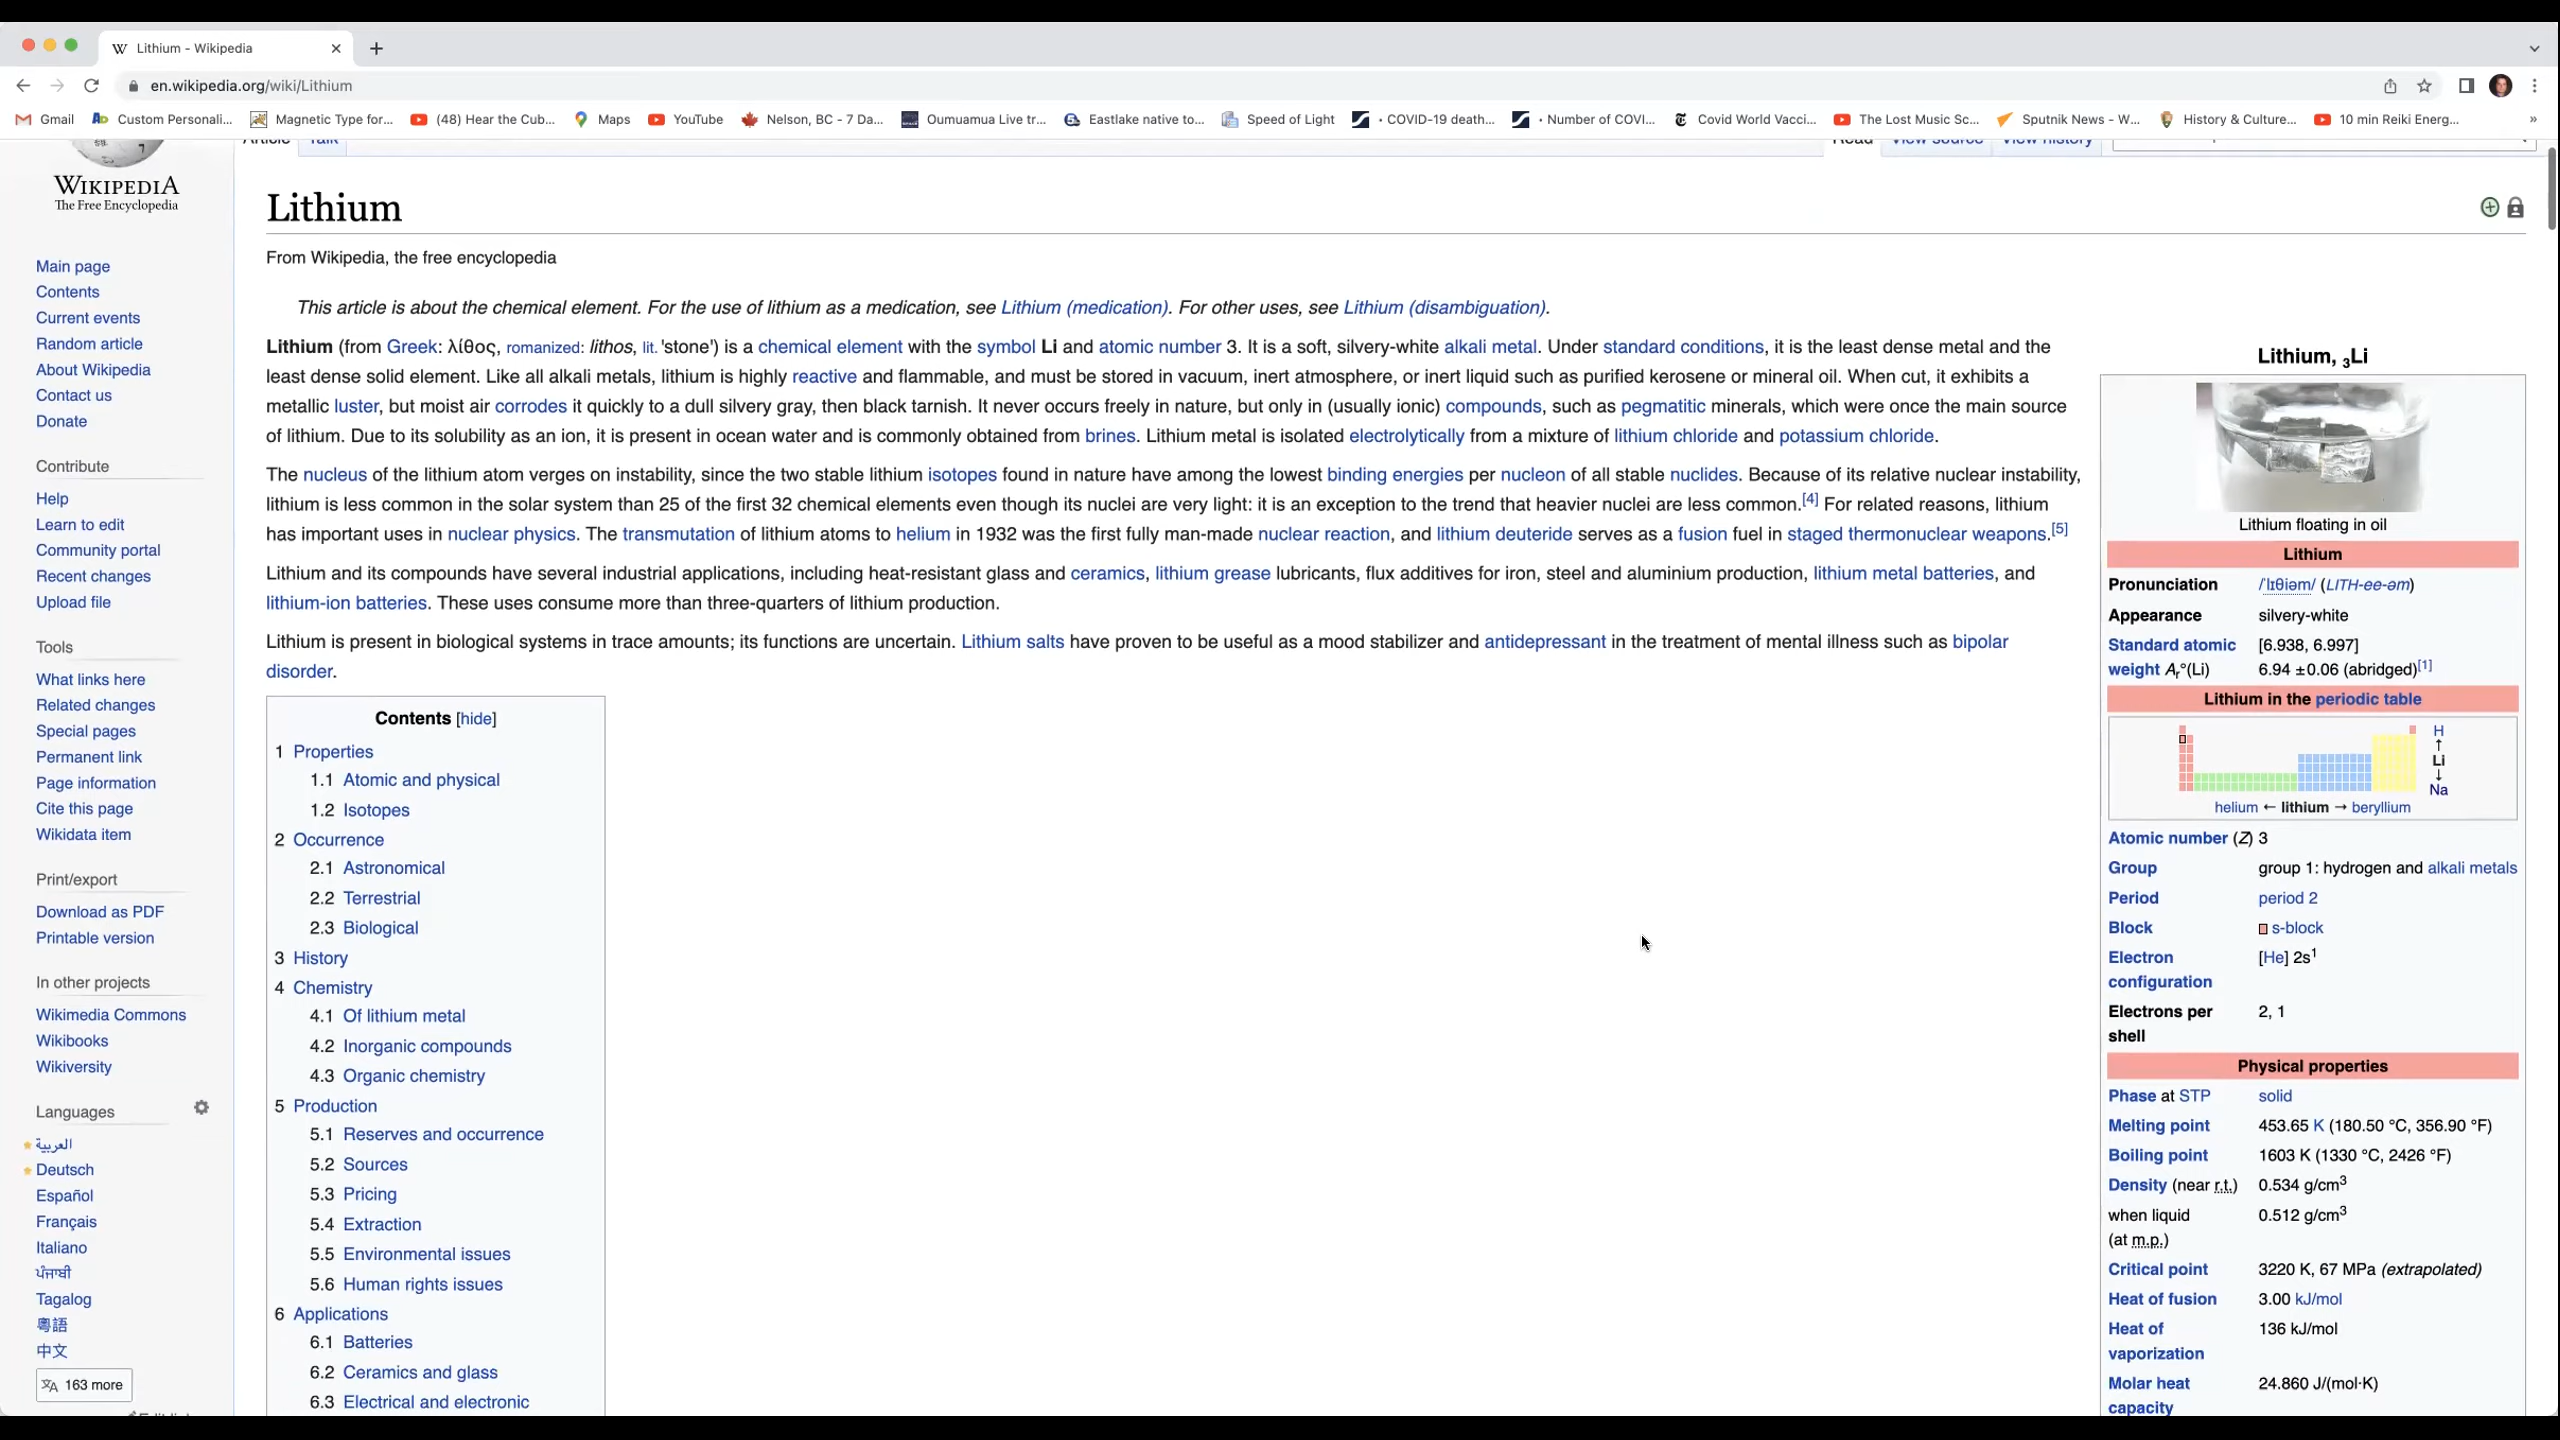 Lithium - Wikipedia
en.wikipedia.org/wiki/Lithium
Gmail
Custom Personali...
Magnetic Type for...
(48) Hear the Cub...
Maps
YouTube
Nelson, BC - 7 Da...
Oumuamua Live tr...
Eastlake native to...
Speed of Light
• COVID-19 death...
• Number of COVI...
Covid World Vacci...
The Lost Music Sc...
Sputnik News - W...
History & Culture...
10 min Reiki Energ...
»
Article
Talk
Read
View source
View history
WIKIPEDIA
The Free Encyclopedia
Main page
Contents
Current events
Random article
About Wikipedia
Contact us
Donate
Contribute
Help
Learn to edit
Community portal
Recent changes
Upload file
Tools
What links here
Related changes
Special pages
Permanent link
Page information
Cite this page
Wikidata item
Print/export
Download as PDF
Printable version
In other projects
Wikimedia Commons
Wikibooks
Wikiversity
Languages
العربية
Deutsch
Español
Français
Italiano
ਪੰਜਾਬੀ
Tagalog
粵語
中文
163 more
Lithium
From Wikipedia, the free encyclopedia
This article is about the chemical element. For the use of lithium as a medication, see Lithium (medication). For other uses, see Lithium (disambiguation).
Lithium (from Greek: λίθος, romanized: lithos, lit. 'stone') is a chemical element with the symbol Li and atomic number 3. It is a soft, silvery-white alkali metal. Under standard conditions, it is the least dense metal and the
least dense solid element. Like all alkali metals, lithium is highly reactive and flammable, and must be stored in vacuum, inert atmosphere, or inert liquid such as purified kerosene or mineral oil. When cut, it exhibits a
metallic luster, but moist air corrodes it quickly to a dull silvery gray, then black tarnish. It never occurs freely in nature, but only in (usually ionic) compounds, such as pegmatitic minerals, which were once the main source
of lithium. Due to its solubility as an ion, it is present in ocean water and is commonly obtained from brines. Lithium metal is isolated electrolytically from a mixture of lithium chloride and potassium chloride.
The nucleus of the lithium atom verges on instability, since the two stable lithium isotopes found in nature have among the lowest binding energies per nucleon of all stable nuclides. Because of its relative nuclear instability,
lithium is less common in the solar system than 25 of the first 32 chemical elements even though its nuclei are very light: it is an exception to the trend that heavier nuclei are less common.[4] For related reasons, lithium
has important uses in nuclear physics. The transmutation of lithium atoms to helium in 1932 was the first fully man-made nuclear reaction, and lithium deuteride serves as a fusion fuel in staged thermonuclear weapons.[5]
Lithium and its compounds have several industrial applications, including heat-resistant glass and ceramics, lithium grease lubricants, flux additives for iron, steel and aluminium production, lithium metal batteries, and
lithium-ion batteries. These uses consume more than three-quarters of lithium production.
Lithium is present in biological systems in trace amounts; its functions are uncertain. Lithium salts have proven to be useful as a mood stabilizer and antidepressant in the treatment of mental illness such as bipolar
disorder.
Contents [hide]
1 Properties
1.1 Atomic and physical
1.2 Isotopes
2 Occurrence
2.1 Astronomical
2.2 Terrestrial
2.3 Biological
3 History
4 Chemistry
4.1 Of lithium metal
4.2 Inorganic compounds
4.3 Organic chemistry
5 Production
5.1 Reserves and occurrence
5.2 Sources
5.3 Pricing
5.4 Extraction
5.5 Environmental issues
5.6 Human rights issues
6 Applications
6.1 Batteries
6.2 Ceramics and glass
6.3 Electrical and electronic
Lithium, 3Li
Lithium floating in oil
Lithium
Pronunciation /ˈlɪθiəm/ (LITH-ee-əm)
Appearance silvery-white
Standard atomic [6.938, 6.997]
weight Ar°(Li) 6.94 ±0.06 (abridged)[1]
Lithium in the periodic table
H
↑
Li
↓
Na
helium ← lithium → beryllium
Atomic number (Z) 3
Group group 1: hydrogen and alkali metals
Period period 2
Block s-block
Electron [He] 2s1
configuration
Electrons per 2, 1
shell
Physical properties
Phase at STP solid
Melting point 453.65 K (180.50 °C, 356.90 °F)
Boiling point 1603 K (1330 °C, 2426 °F)
Density (near r.t.) 0.534 g/cm3
when liquid 0.512 g/cm3
(at m.p.)
Critical point 3220 K, 67 MPa (extrapolated)
Heat of fusion 3.00 kJ/mol
Heat of 136 kJ/mol
vaporization
Molar heat 24.860 J/(mol·K)
capacity